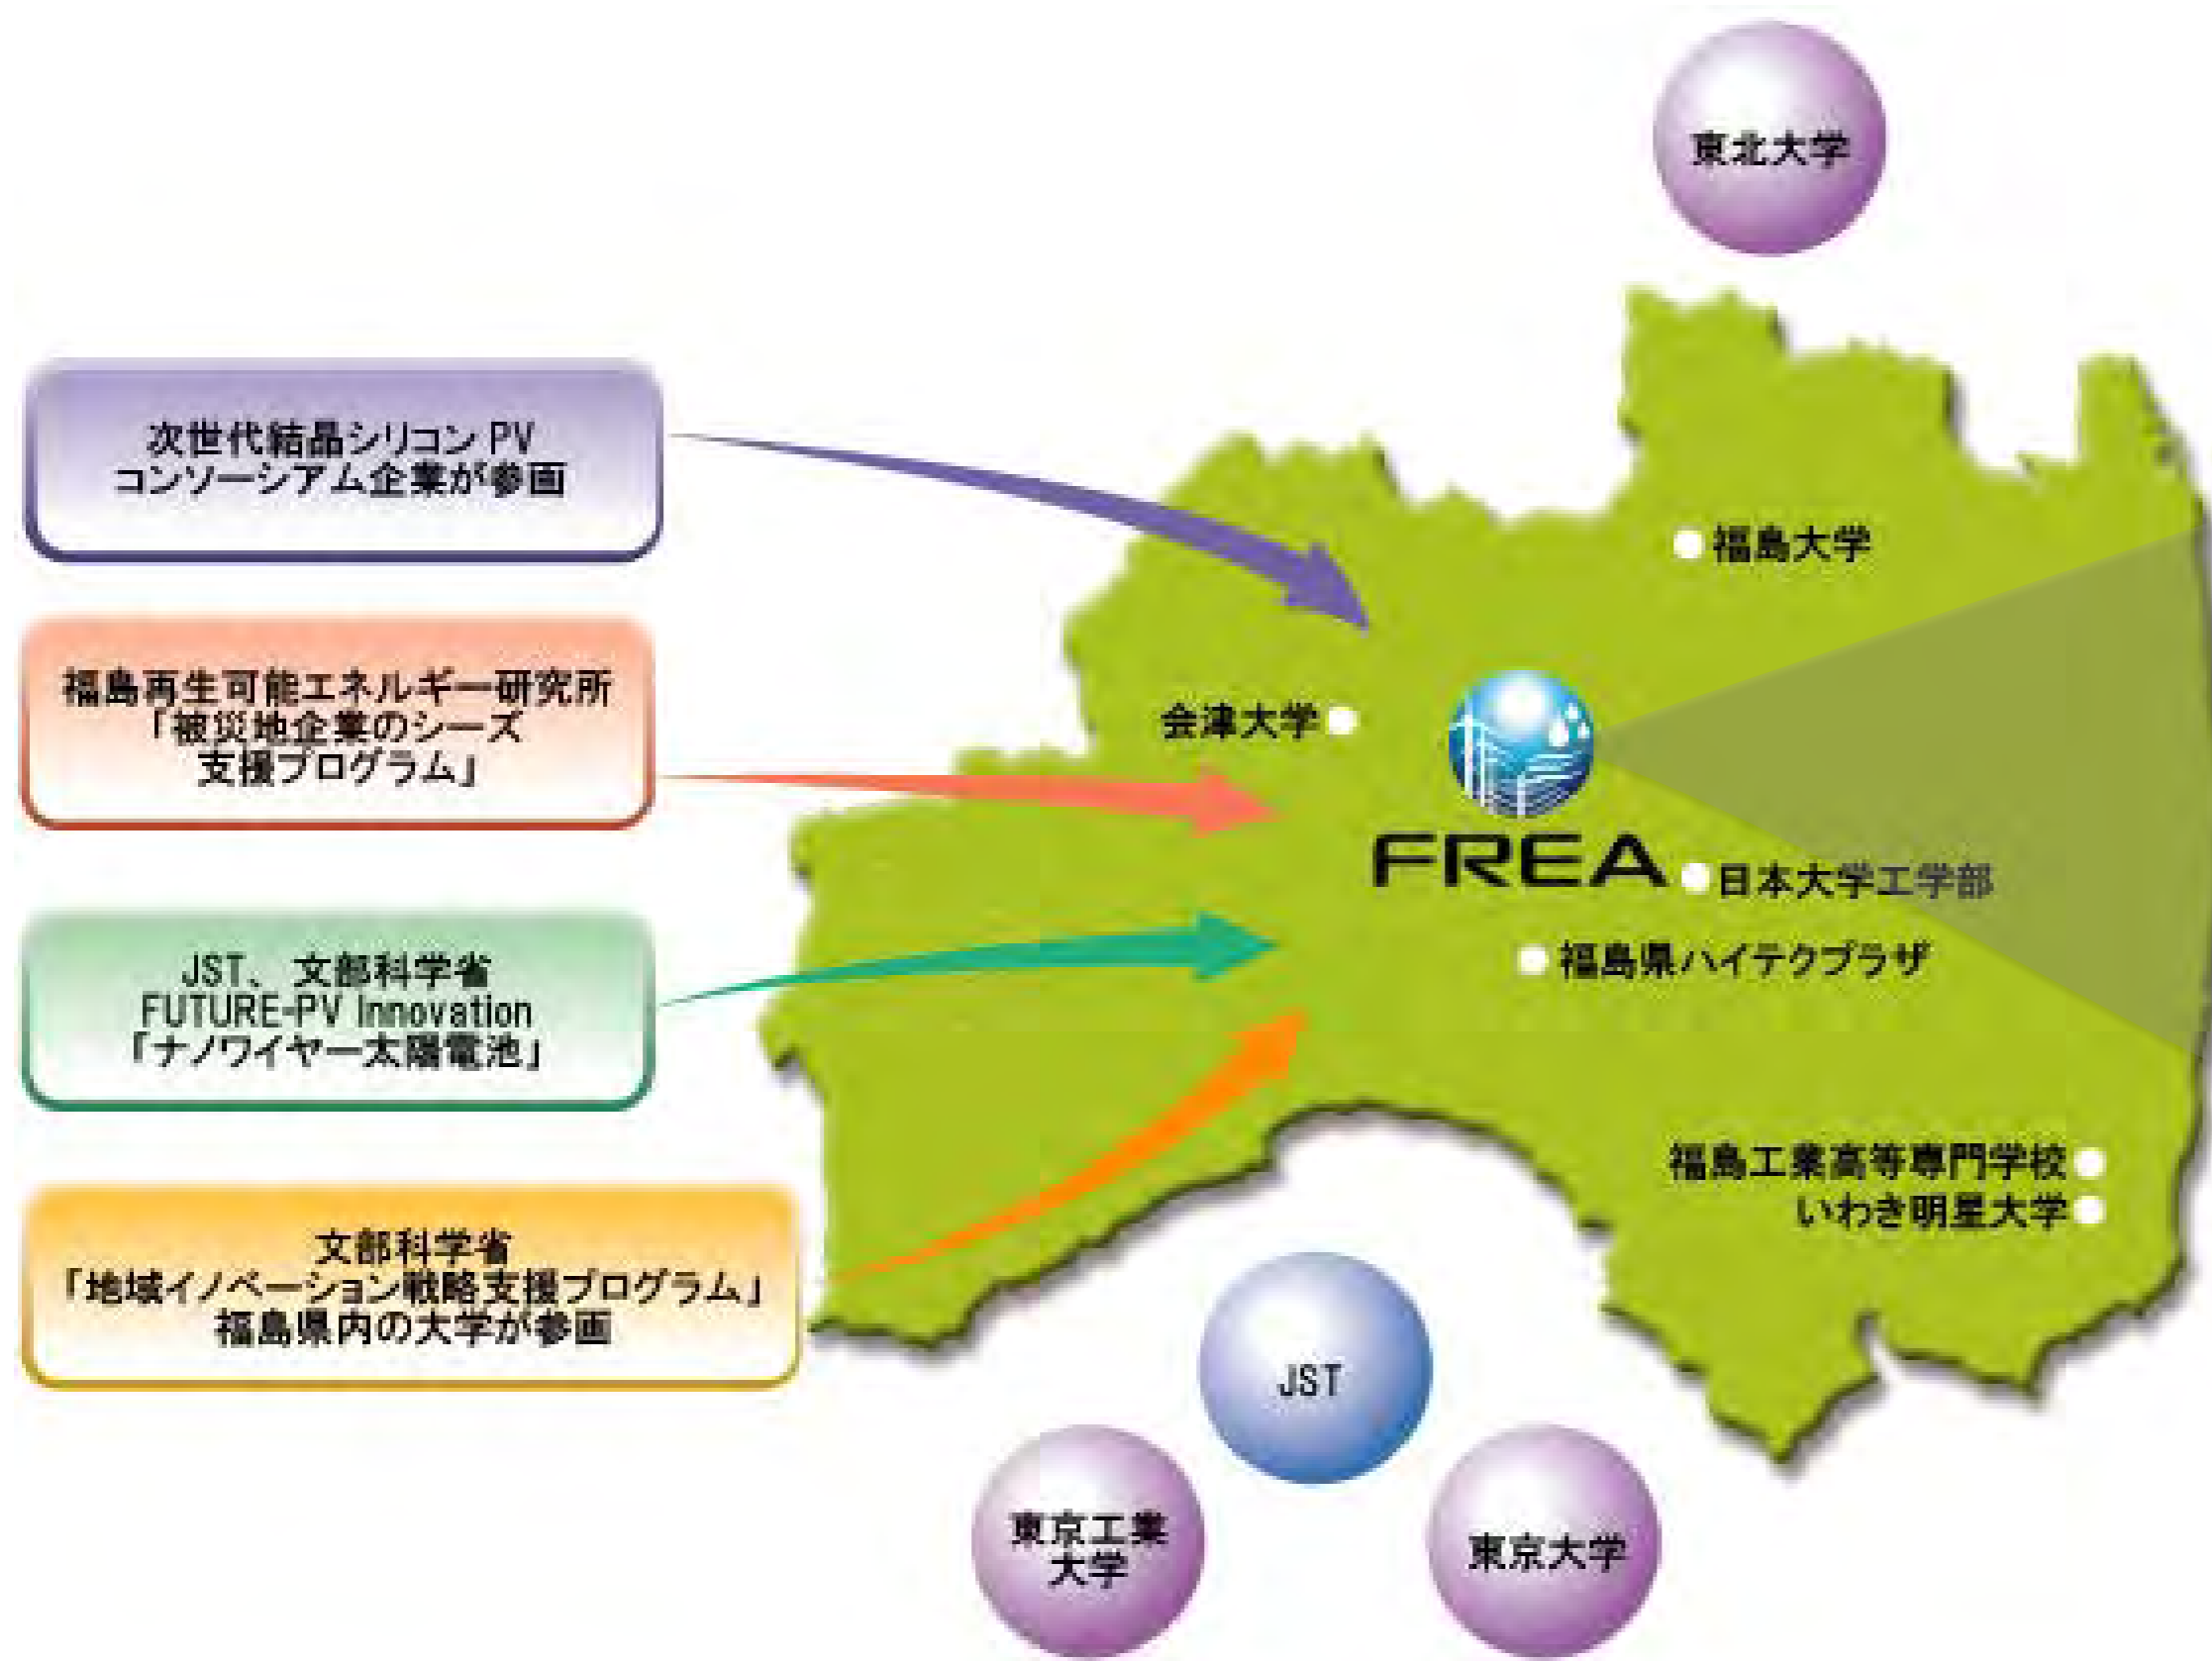 東北大学
次世代結晶シリコン PV
コンソーシアム企業が参画
福島大学
福島再生可能エネルギー研究所
「被災地企業のシーズ
支援プログラム」
会津大学
FREA
日本大学工学部
JST、文部科学省
FUTURE-PV Innovation
「ナノワイヤー太陽電池」
福島県ハイテクプラザ
福島工業高等専門学校
いわき明星大学
文部科学省
「地域イノベーション戦略支援プログラム」
福島県内の大学が参画
JST
東京工業
大学
東京大学